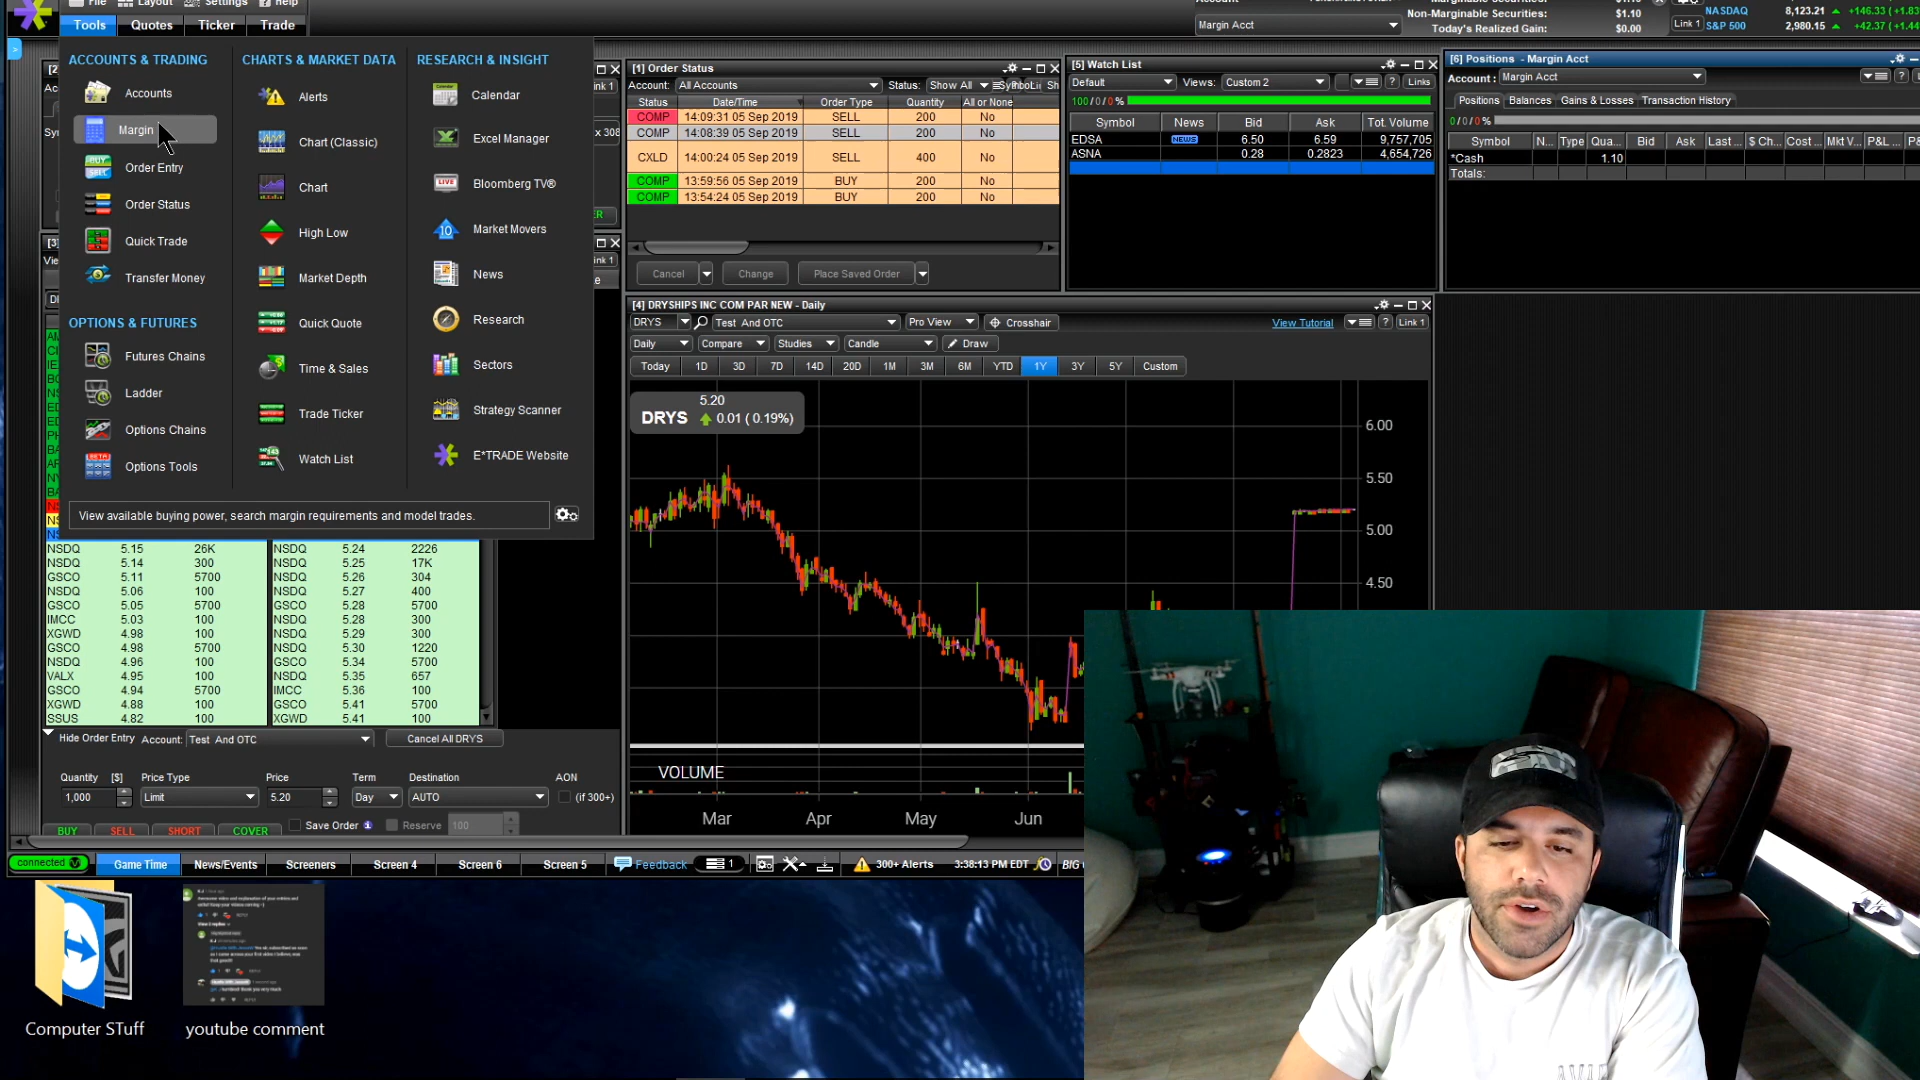 File Layout Settings ? Help
Tools Quotes Ticker Trade
Margin Acct
Non-Marginable Securities: $1.10
Today's Realized Gain: $0.00
Link 1
NASDAQ 8,123.21
S&P 500 2,980.15
ACCOUNTS & TRADING
Accounts
Margin
Order Entry
Order Status
Quick Trade
Transfer Money
OPTIONS & FUTURES
Futures Chains
Ladder
Options Chains
Options Tools
CHARTS & MARKET DATA
Alerts
Chart (Classic)
Chart
High Low
Market Depth
Quick Quote
Time & Sales
Trade Ticker
Watch List
RESEARCH & INSIGHT
Calendar
Excel Manager
Bloomberg TV®
Market Movers
News
Research
Sectors
Strategy Scanner
E*TRADE Website
View available buying power, search margin requirements and model trades.
[1] Order Status
Account: All Accounts Status: Show All
Status Date/Time Order Type Quantity All or None
COMP 14:09:31 05 Sep 2019 SELL 200 No
COMP 14:08:39 05 Sep 2019 SELL 200 No
CXLD 14:00:24 05 Sep 2019 SELL 400 No
COMP 13:59:56 05 Sep 2019 BUY 200 No
COMP 13:54:24 05 Sep 2019 BUY 200 No
Cancel Change Place Saved Order
[5] Watch List
Default Views: Custom 2 ? Links
100 / 0 / 0 %
Symbol News Bid Ask Tot. Volume
EDSA NEWS 6.50 6.59 9,757,705
ASNA 0.28 0.2823 4,654,726
[6] Positions - Margin Acct
Account : Margin Acct
Positions Balances Gains & Losses Transaction History
0 / 0 / 0 %
Symbol N... Type Qua... Bid Ask Last ... $ Ch... Cost ... Mkt V... P&L ...
*Cash 1.10
Totals:
[4] DRYSHIPS INC COM PAR NEW - Daily
DRYS Test And OTC Pro View Crosshair View Tutorial ? Link 1
Daily Compare Studies Candle Draw
Today 1D 3D 7D 14D 20D 1M 3M 6M YTD 1Y 3Y 5Y Custom
DRYS 5.20
0.01 ( 0.19%)
6.00
5.50
5.00
4.50
VOLUME
Mar Apr May Jun
NSDQ 5.15 26K NSDQ 5.24 2226
NSDQ 5.14 300 NSDQ 5.25 17K
GSCO 5.11 5700 NSDQ 5.26 304
NSDQ 5.06 100 NSDQ 5.27 400
GSCO 5.05 5700 GSCO 5.28 5700
IMCC 5.03 100 NSDQ 5.28 300
XGWD 4.98 100 NSDQ 5.29 300
GSCO 4.98 5700 NSDQ 5.30 1220
NSDQ 4.96 100 GSCO 5.34 5700
VALX 4.95 100 NSDQ 5.35 657
GSCO 4.94 5700 IMCC 5.36 100
XGWD 4.88 100 GSCO 5.41 5700
SSUS 4.82 100 XGWD 5.41 100
Hide Order Entry Account: Test And OTC Cancel All DRYS
Quantity [$] Price Type Price Term Destination AON
1,000 Limit 5.20 Day AUTO (if 300+)
BUY SELL SHORT COVER Save Order Reserve 100
connected Game Time News/Events Screeners Screen 4 Screen 6 Screen 5 Feedback 1 300+ Alerts 3:38:13 PM EDT BIG
Computer STuff
youtube comment